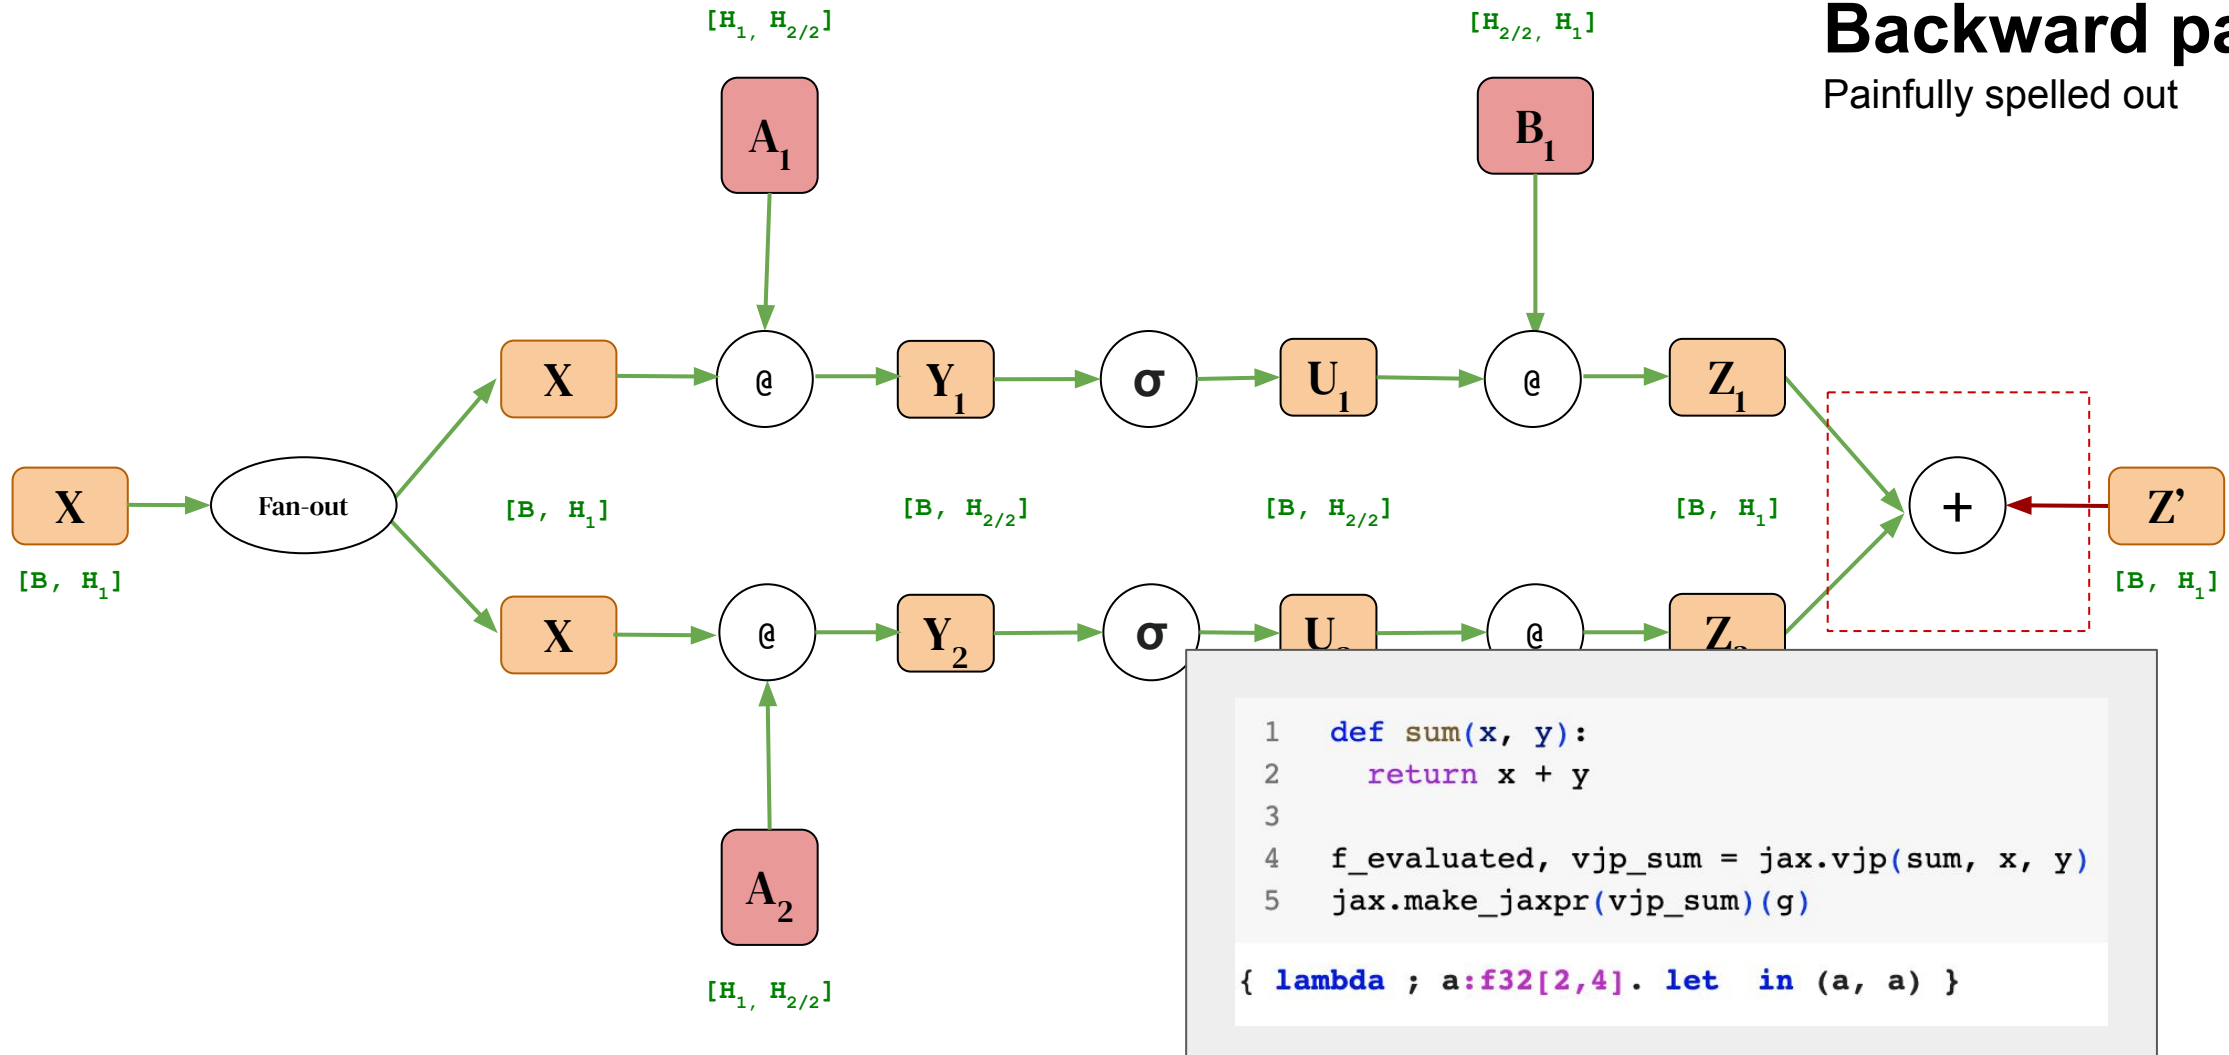 Backward pa
Painfully spelled out
[H1, H2/2]
[H2/2, H1]
A1
B1
X
@
Y1
σ
U1
@
Z1
X
Fan-out
[B, H1]
[B, H2/2]
[B, H2/2]
[B, H1]
+
Z’
[B, H1]
[B, H1]
X
@
Y2
σ
U2
@
Z2
A2
[H1, H2/2]
1 def sum(x, y):
2 return x + y
3
4 f_evaluated, vjp_sum = jax.vjp(sum, x, y)
5 jax.make_jaxpr(vjp_sum)(g)
{ lambda ; a:f32[2,4]. let in (a, a) }